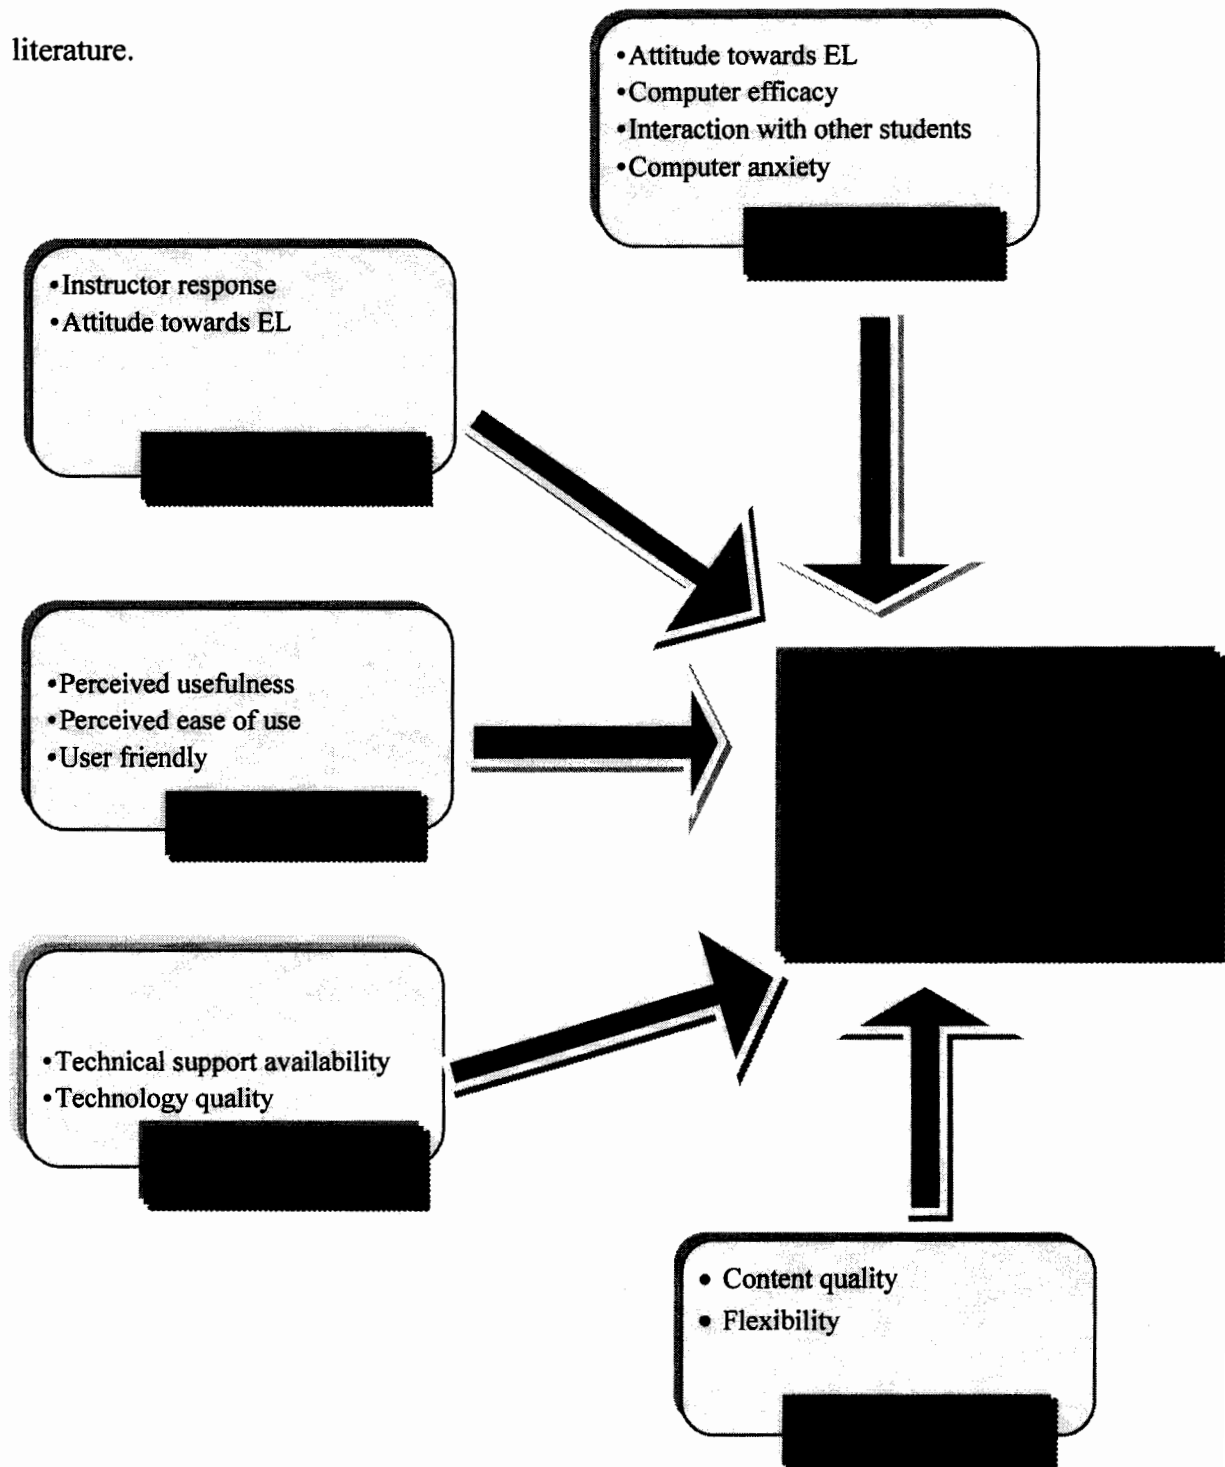 literature.
•Attitude towards EL
•Computer efficacy
•Interaction with other students
•Computer anxiety
•Instructor response
•Attitude towards EL
•Perceived usefulness
•Perceived ease of use
•User friendly
•Technical support availability
•Technology quality
• Content quality
• Flexibility